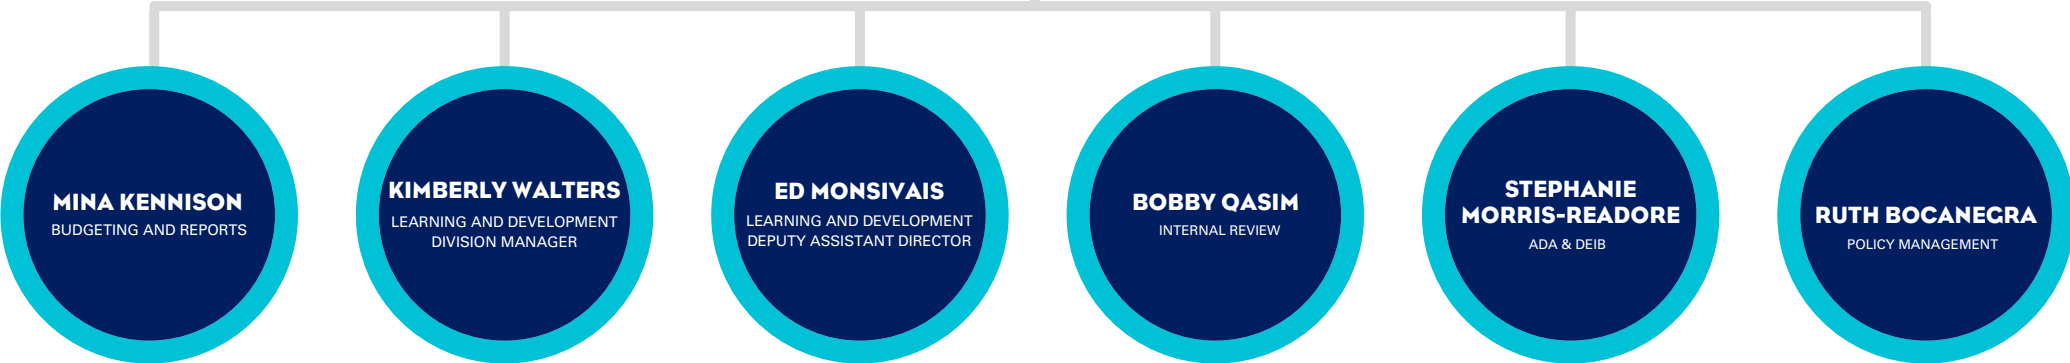 MINA KENNISON
BUDGETING AND REPORTS
KIMBERLY WALTERS
LEARNING AND DEVELOPMENT
DIVISION MANAGER
ED MONSIVAIS
LEARNING AND DEVELOPMENT
DEPUTY ASSISTANT DIRECTOR
BOBBY QASIM
INTERNAL REVIEW
STEPHANIE
MORRIS-READORE
ADA & DEIB
RUTH BOCANEGRA
POLICY MANAGEMENT